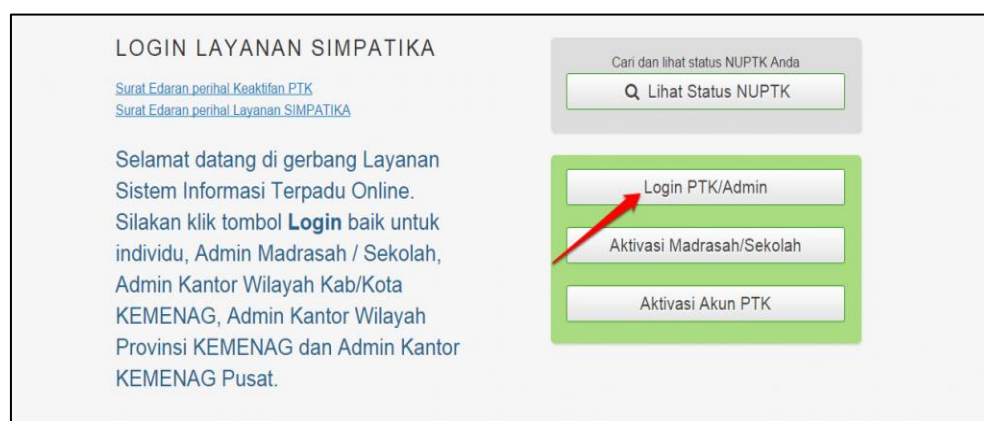 LOGIN LAYANAN SIMPATIKA
Surat Edaran perihal Keaktifan PTK
Surat Edaran perihal Layanan SIMPATIKA
Selamat datang di gerbang Layanan
Sistem Informasi Terpadu Online.
Silakan klik tombol Login baik untuk
individu, Admin Madrasah / Sekolah,
Admin Kantor Wilayah Kab/Kota
KEMENAG, Admin Kantor Wilayah
Provinsi KEMENAG dan Admin Kantor
KEMENAG Pusat.
Cari dan lihat status NUPTK Anda
Lihat Status NUPTK
Login PTK/Admin
Aktivasi Madrasah/Sekolah
Aktivasi Akun PTK